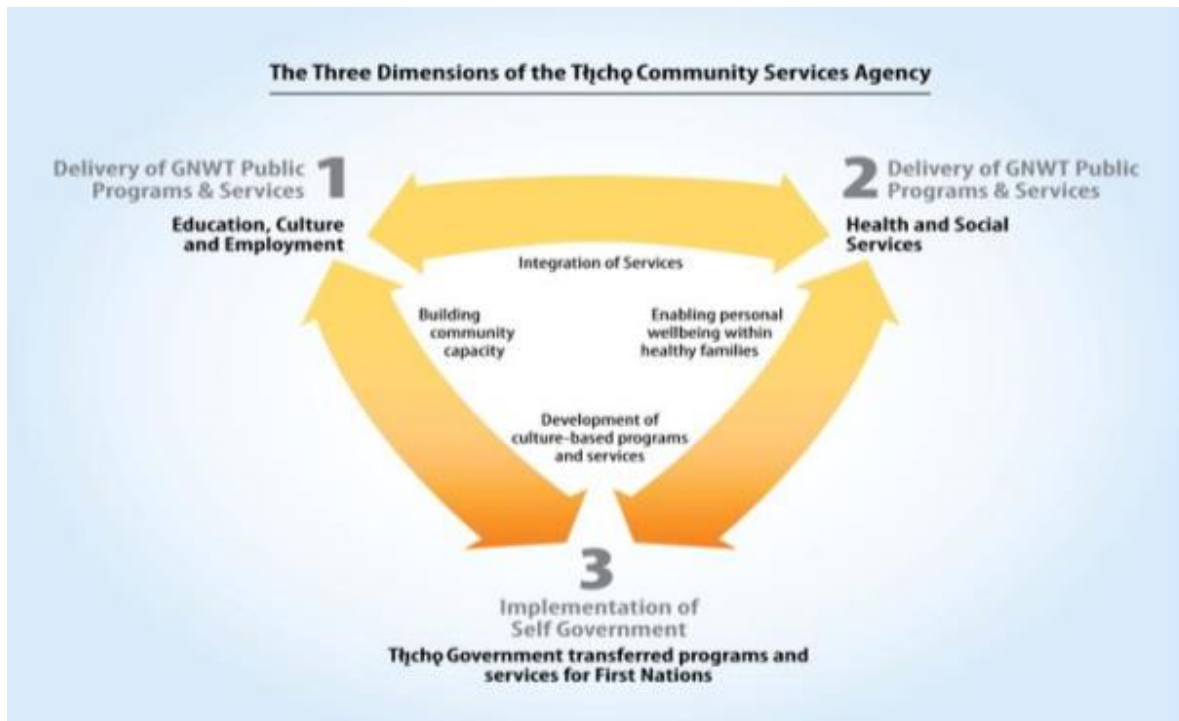 The Three Dimensions of the Tłı̨chǫ Community Services Agency
Delivery of GNWT Public
Programs & Services
1
Education, Culture
and Employment
2
Delivery of GNWT Public
Programs & Services
Health and Social
Services
Integration of Services
Building
community
capacity
Enabling personal
wellbeing within
healthy families
Development of
culture-based programs
and services
3
Implementation of
Self Government
Tłı̨chǫ Government transferred programs and
services for First Nations